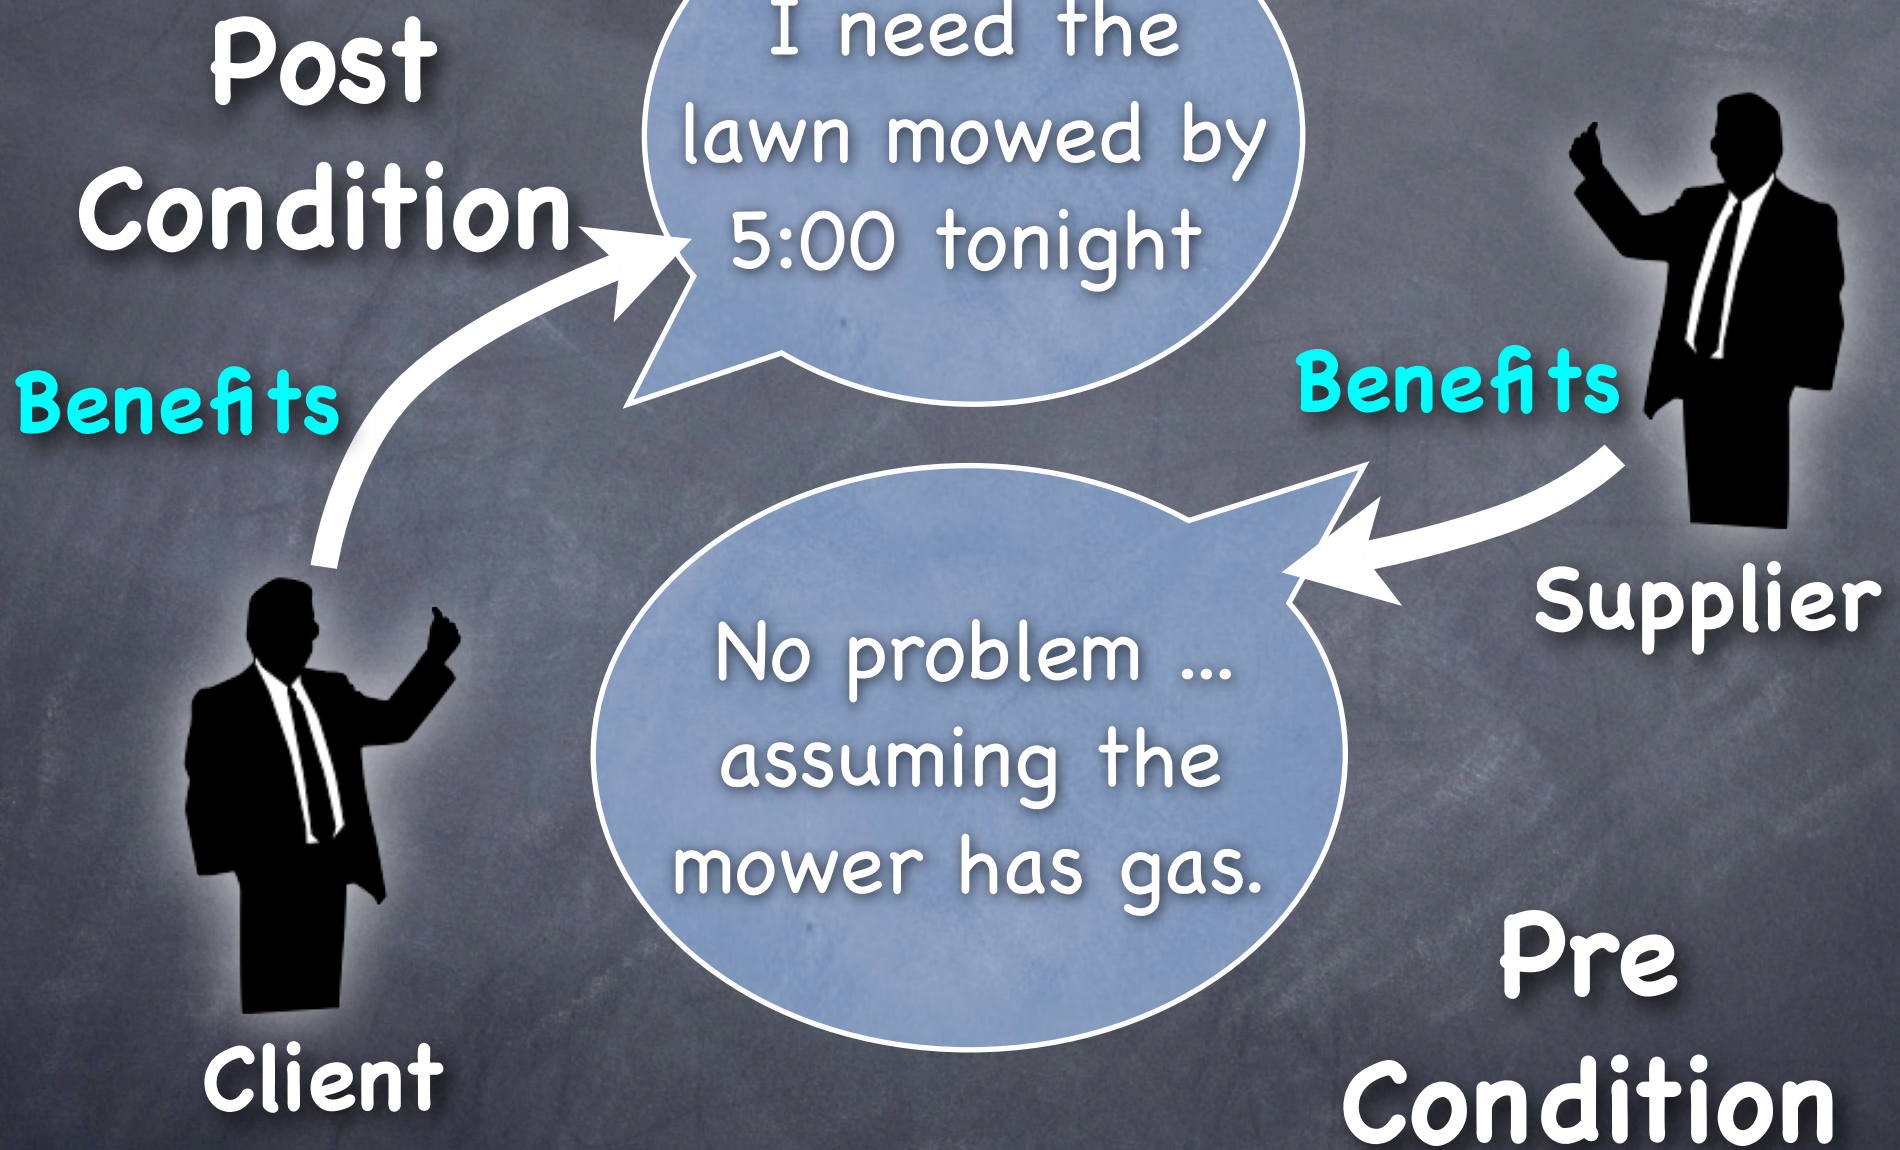 Post
Condition
I need the
lawn mowed by
5:00 tonight
Benefits
Benefits
Supplier
No problem ...
assuming the
mower has gas.
Client
Pre
Condition